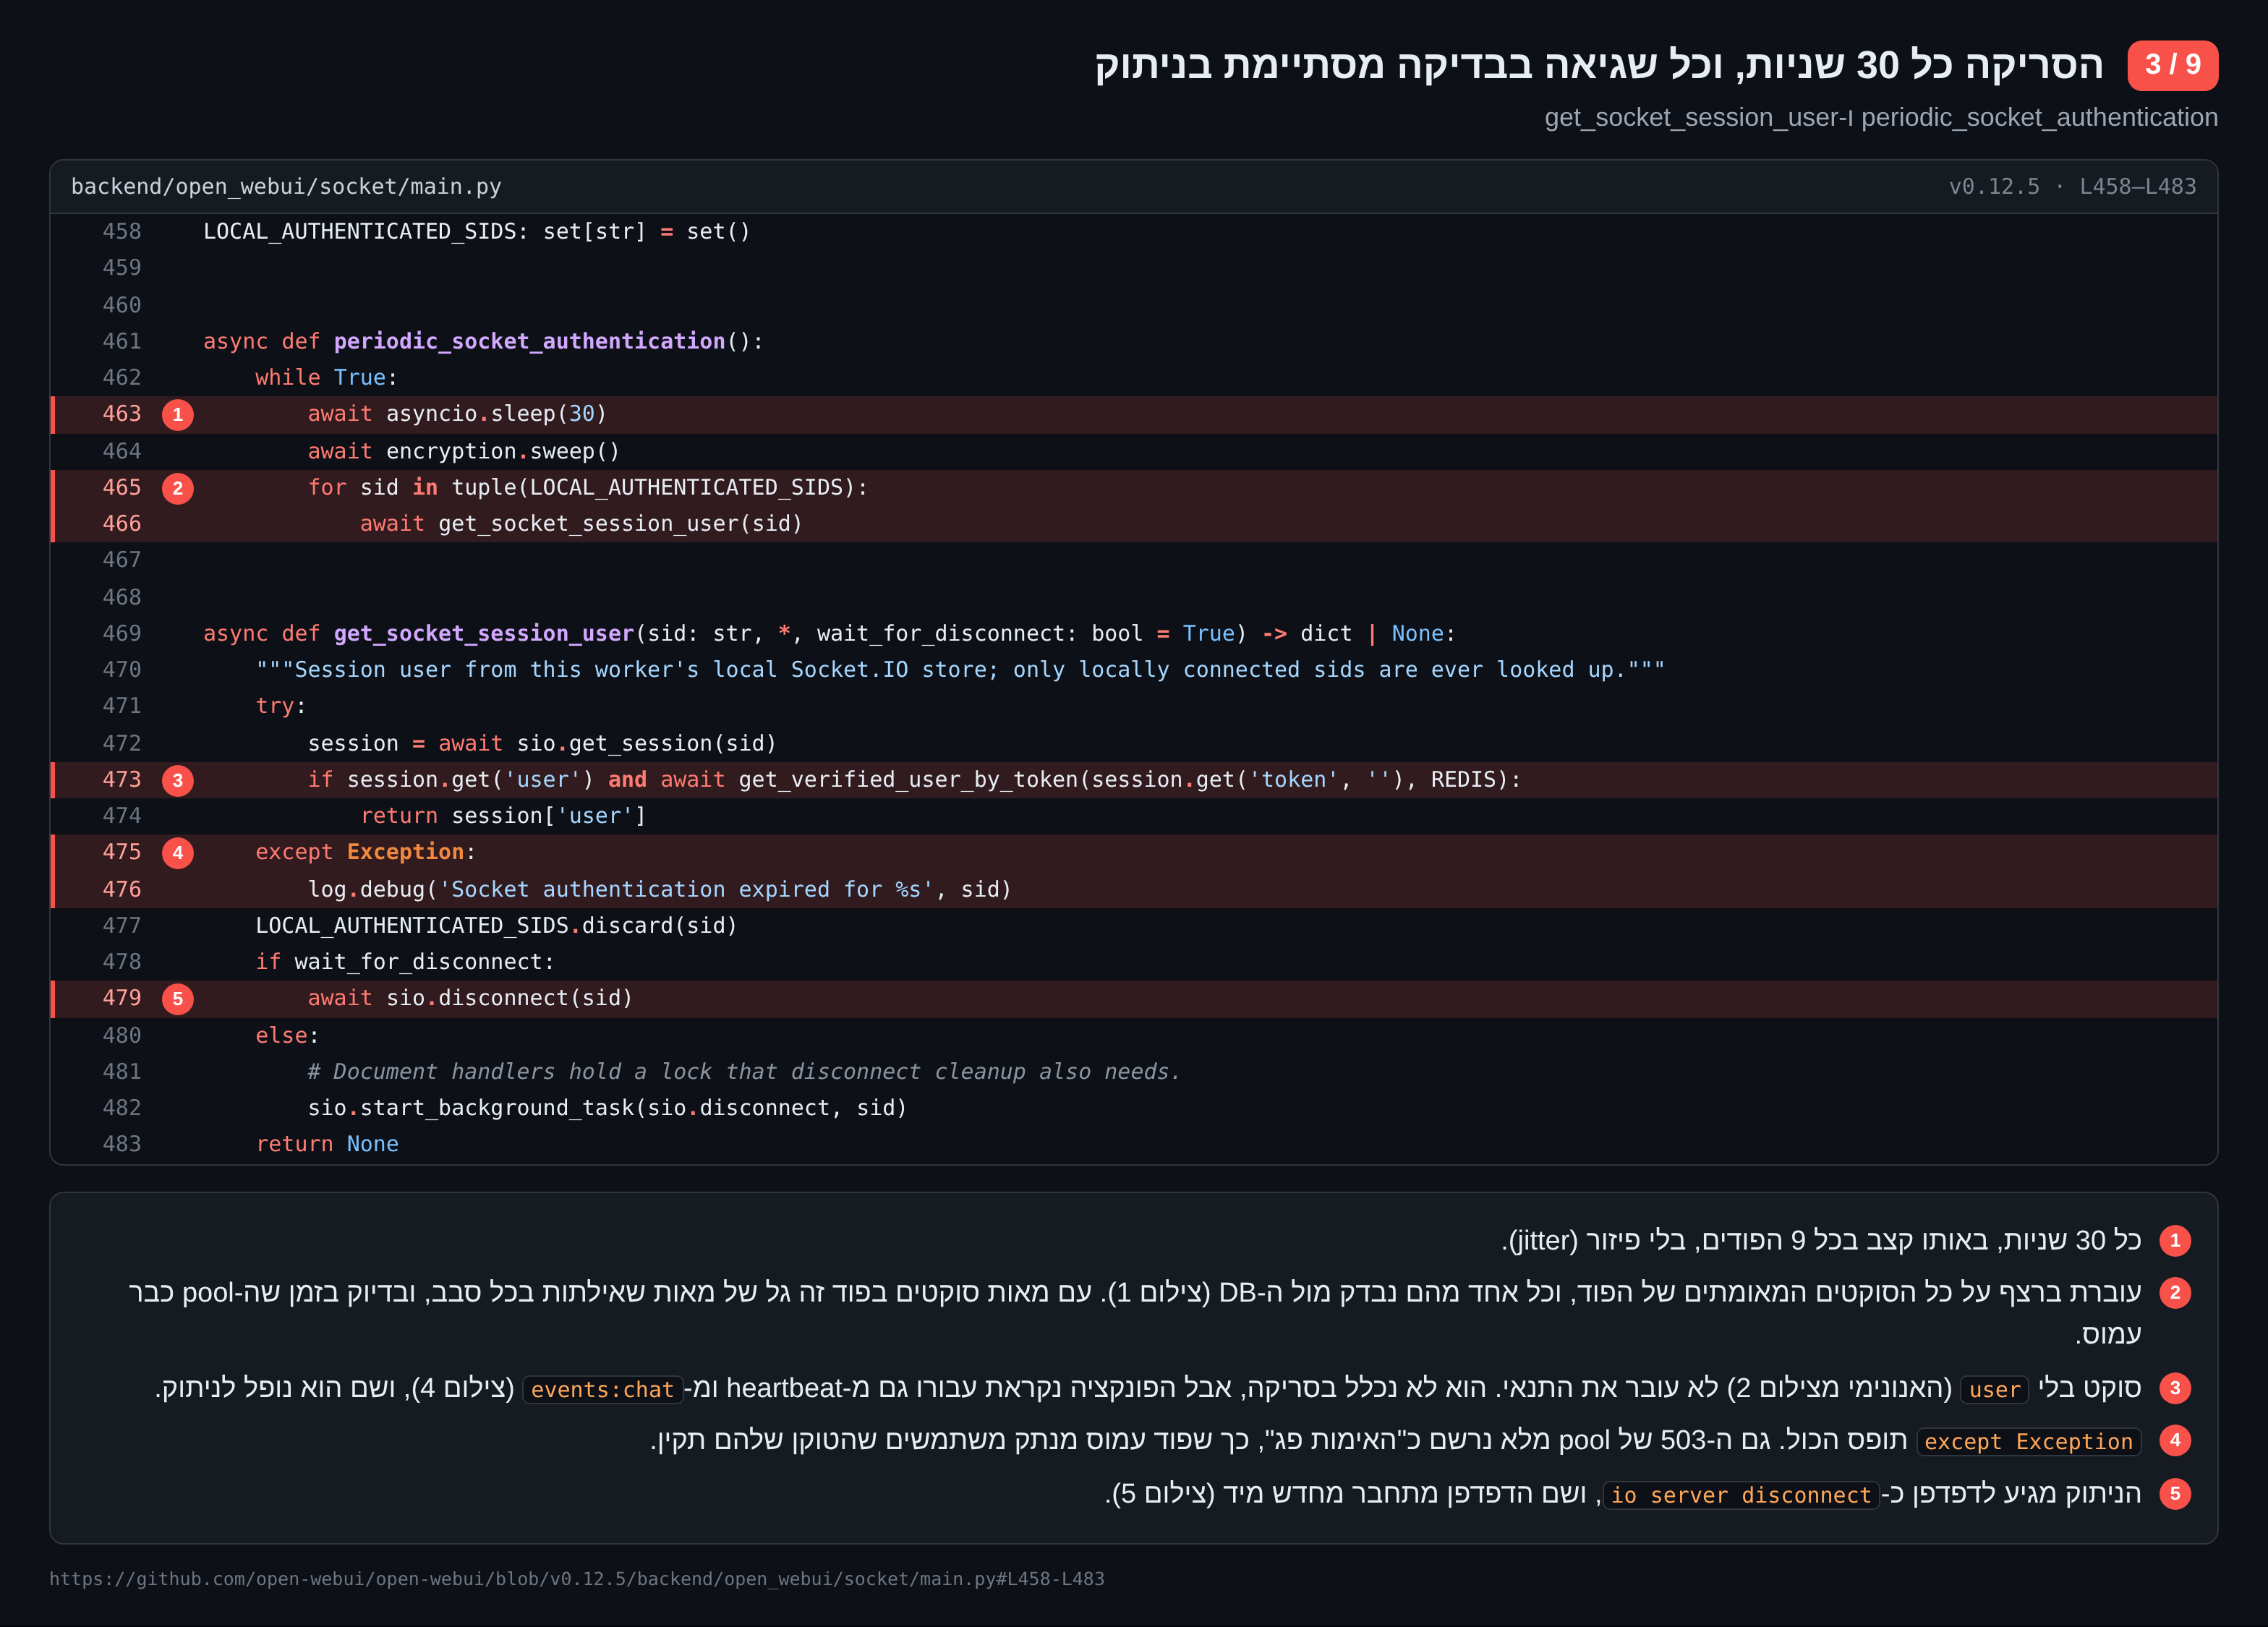 3 / 9 הסריקה כל 30 שניות, וכל שגיאה בבדיקה מסתיימת בניתוק
periodic_socket_authentication ו-get_socket_session_user
backend/open_webui/socket/main.py v0.12.5 · L458–L483
458 LOCAL_AUTHENTICATED_SIDS: set[str] = set()
459
460
461 async def periodic_socket_authentication():
462     while True:
463 1         await asyncio.sleep(30)
464         await encryption.sweep()
465 2         for sid in tuple(LOCAL_AUTHENTICATED_SIDS):
466             await get_socket_session_user(sid)
467
468
469 async def get_socket_session_user(sid: str, *, wait_for_disconnect: bool = True) -> dict | None:
470     """Session user from this worker's local Socket.IO store; only locally connected sids are ever looked up."""
471     try:
472         session = await sio.get_session(sid)
473 3         if session.get('user') and await get_verified_user_by_token(session.get('token', ''), REDIS):
474             return session['user']
475 4     except Exception:
476         log.debug('Socket authentication expired for %s', sid)
477     LOCAL_AUTHENTICATED_SIDS.discard(sid)
478     if wait_for_disconnect:
479 5         await sio.disconnect(sid)
480     else:
481         # Document handlers hold a lock that disconnect cleanup also needs.
482         sio.start_background_task(sio.disconnect, sid)
483     return None
1 כל 30 שניות, באותו קצב בכל 9 הפודים, בלי פיזור (jitter).
2 עוברת ברצף על כל הסוקטים המאומתים של הפוד, וכל אחד מהם נבדק מול ה-DB (צילום 1). עם מאות סוקטים בפוד זה גל של מאות שאילתות בכל סבב, ובדיוק בזמן שה-pool כבר
עמוס.
3 סוקט בלי user (האנונימי מצילום 2) לא עובר את התנאי. הוא לא נכלל בסריקה, אבל הפונקציה נקראת עבורו גם מ-heartbeat ומ-events:chat (צילום 4), ושם הוא נופל לניתוק.
4 except Exception תופס הכול. גם ה-503 של pool מלא נרשם כ"האימות פג", כך שפוד עמוס מנתק משתמשים שהטוקן שלהם תקין.
5 הניתוק מגיע לדפדפן כ-io server disconnect, ושם הדפדפן מתחבר מחדש מיד (צילום 5).
https://github.com/open-webui/open-webui/blob/v0.12.5/backend/open_webui/socket/main.py#L458-L483